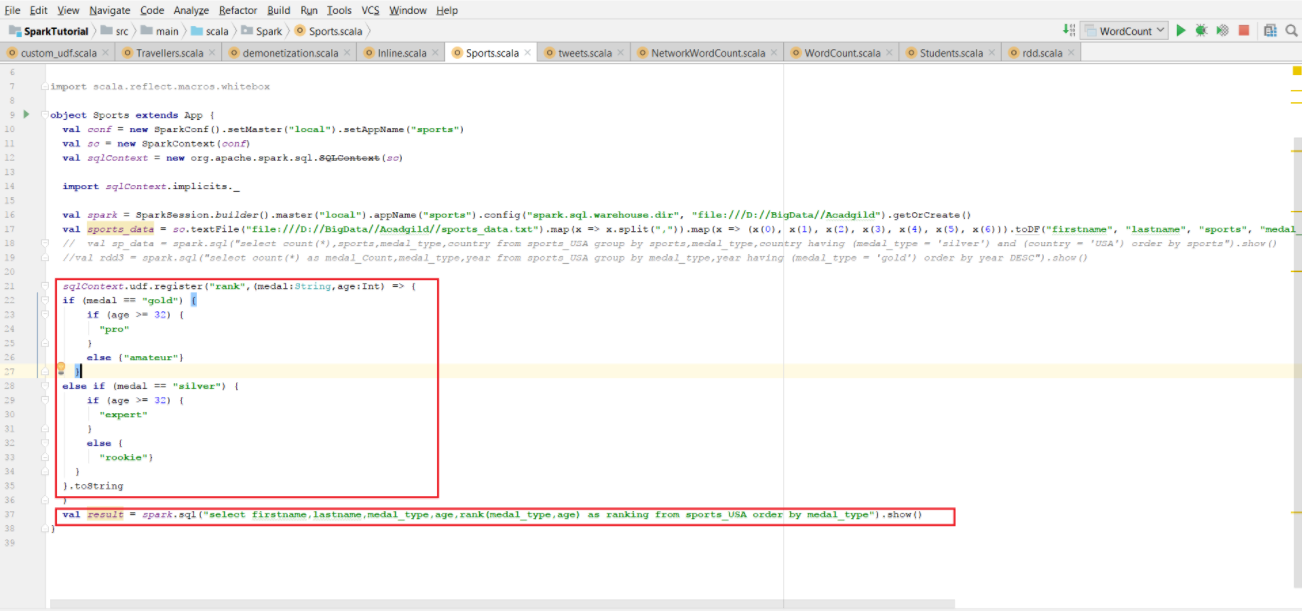 File Edit View Navigate Code Analyze Refactor Build Run Tools VCS Window Help
SparkTutorial src main scala Spark Sports.scala WordCount
custom_udf.scala Travellers.scala demonetization.scala Inline.scala Sports.scala tweets.scala NetworkWordCount.scala WordCount.scala Students.scala rdd.scala
6
7 import scala.reflect.macros.whitebox
8
9 object Sports extends App {
10 val conf = new SparkConf().setMaster("local").setAppName("sports")
11 val sc = new SparkContext(conf)
12 val sqlContext = new org.apache.spark.sql.SQLContext(sc)
13
14 import sqlContext.implicits._
15
16 val spark = SparkSession.builder().master("local").appName("sports").config("spark.sql.warehouse.dir", "file:///D://BigData//Acadgild").getOrCreate()
17 val sports_data = sc.textFile("file:///D://BigData//Acadgild//sports_data.txt").map(x => x.split(",")).map(x => (x(0), x(1), x(2), x(3), x(4), x(5), x(6))).toDF("firstname", "lastname", "sports", "medal
18 // val sp_data = spark.sql("select count(*),sports,medal_type,country from sports_USA group by sports,medal_type,country having (medal_type = 'silver') and (country = 'USA') order by sports").show()
19 //val rdd3 = spark.sql("select count(*) as medal_Count,medal_type,year from sports_USA group by medal_type,year having (medal_type = 'gold') order by year DESC").show()
20
21 sqlContext.udf.register("rank",(medal:String,age:Int) => {
22 if (medal == "gold") {
23 if (age >= 32) {
24 "pro"
25 }
26 else {"amateur"}
27 }
28 else if (medal == "silver") {
29 if (age >= 32) {
30 "expert"
31 }
32 else {
33 "rookie"}
34 }
35 }.toString
36 )
37 val result = spark.sql("select firstname,lastname,medal_type,age,rank(medal_type,age) as ranking from sports_USA order by medal_type").show()
38 }
39